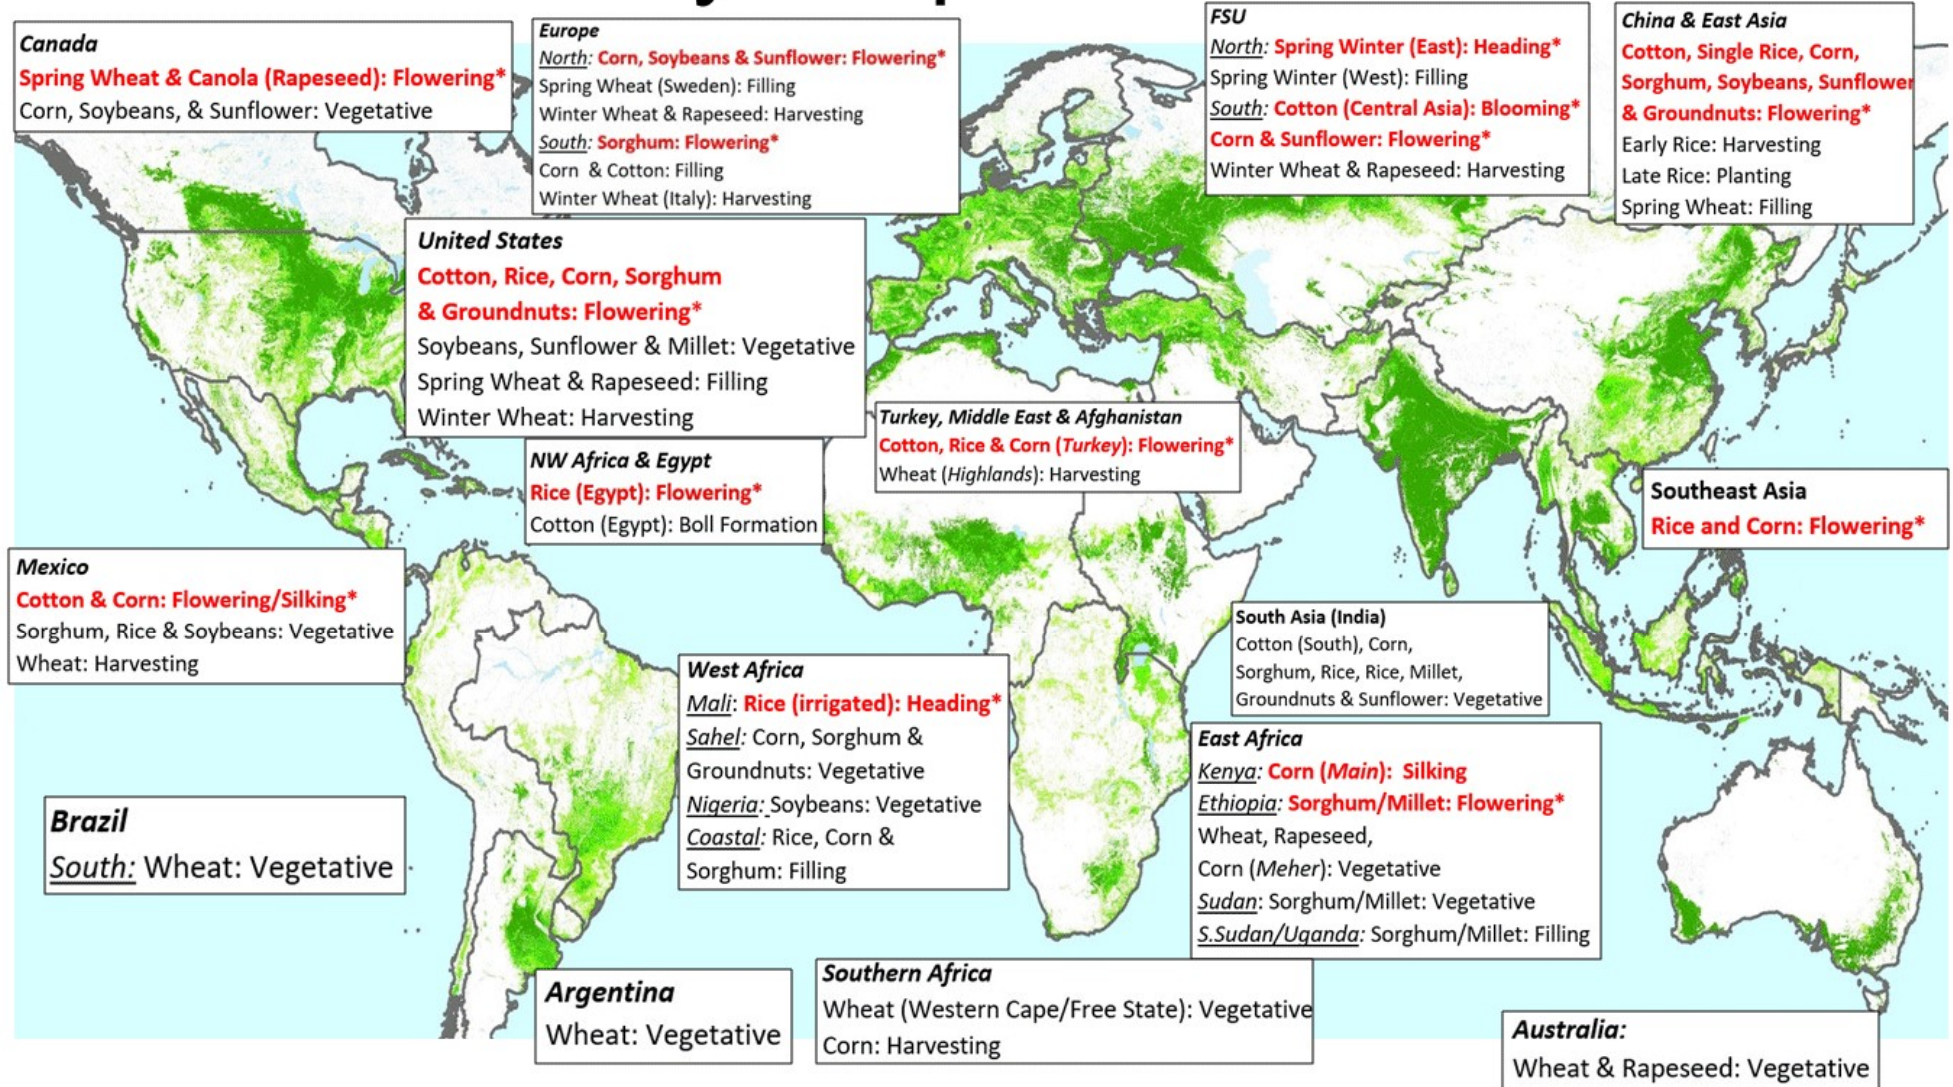 Canada
Spring Wheat & Canola (Rapeseed): Flowering*
Corn, Soybeans, & Sunflower: Vegetative
Europe
North: Corn, Soybeans & Sunflower: Flowering*
Spring Wheat (Sweden): Filling
Winter Wheat & Rapeseed: Harvesting
South: Sorghum: Flowering*
Corn & Cotton: Filling
Winter Wheat (Italy): Harvesting
FSU
North: Spring Winter (East): Heading*
Spring Winter (West): Filling
South: Cotton (Central Asia): Blooming*
Corn & Sunflower: Flowering*
Winter Wheat & Rapeseed: Harvesting
China & East Asia
Cotton, Single Rice, Corn,
Sorghum, Soybeans, Sunflower
& Groundnuts: Flowering*
Early Rice: Harvesting
Late Rice: Planting
Spring Wheat: Filling
United States
Cotton, Rice, Corn, Sorghum
& Groundnuts: Flowering*
Soybeans, Sunflower & Millet: Vegetative
Spring Wheat & Rapeseed: Filling
Winter Wheat: Harvesting
Turkey, Middle East & Afghanistan
Cotton, Rice & Corn (Turkey): Flowering*
Wheat (Highlands): Harvesting
NW Africa & Egypt
Rice (Egypt): Flowering*
Cotton (Egypt): Boll Formation
Southeast Asia
Rice and Corn: Flowering*
Mexico
Cotton & Corn: Flowering/Silking*
Sorghum, Rice & Soybeans: Vegetative
Wheat: Harvesting
South Asia (India)
Cotton (South), Corn,
Sorghum, Rice, Rice, Millet,
Groundnuts & Sunflower: Vegetative
West Africa
Mali: Rice (irrigated): Heading*
Sahel: Corn, Sorghum &
Groundnuts: Vegetative
Nigeria: Soybeans: Vegetative
Coastal: Rice, Corn &
Sorghum: Filling
East Africa
Kenya: Corn (Main): Silking
Ethiopia: Sorghum/Millet: Flowering*
Wheat, Rapeseed,
Corn (Meher): Vegetative
Sudan: Sorghum/Millet: Vegetative
S.Sudan/Uganda: Sorghum/Millet: Filling
Brazil
South: Wheat: Vegetative
Argentina
Wheat: Vegetative
Southern Africa
Wheat (Western Cape/Free State): Vegetative
Corn: Harvesting
Australia:
Wheat & Rapeseed: Vegetative